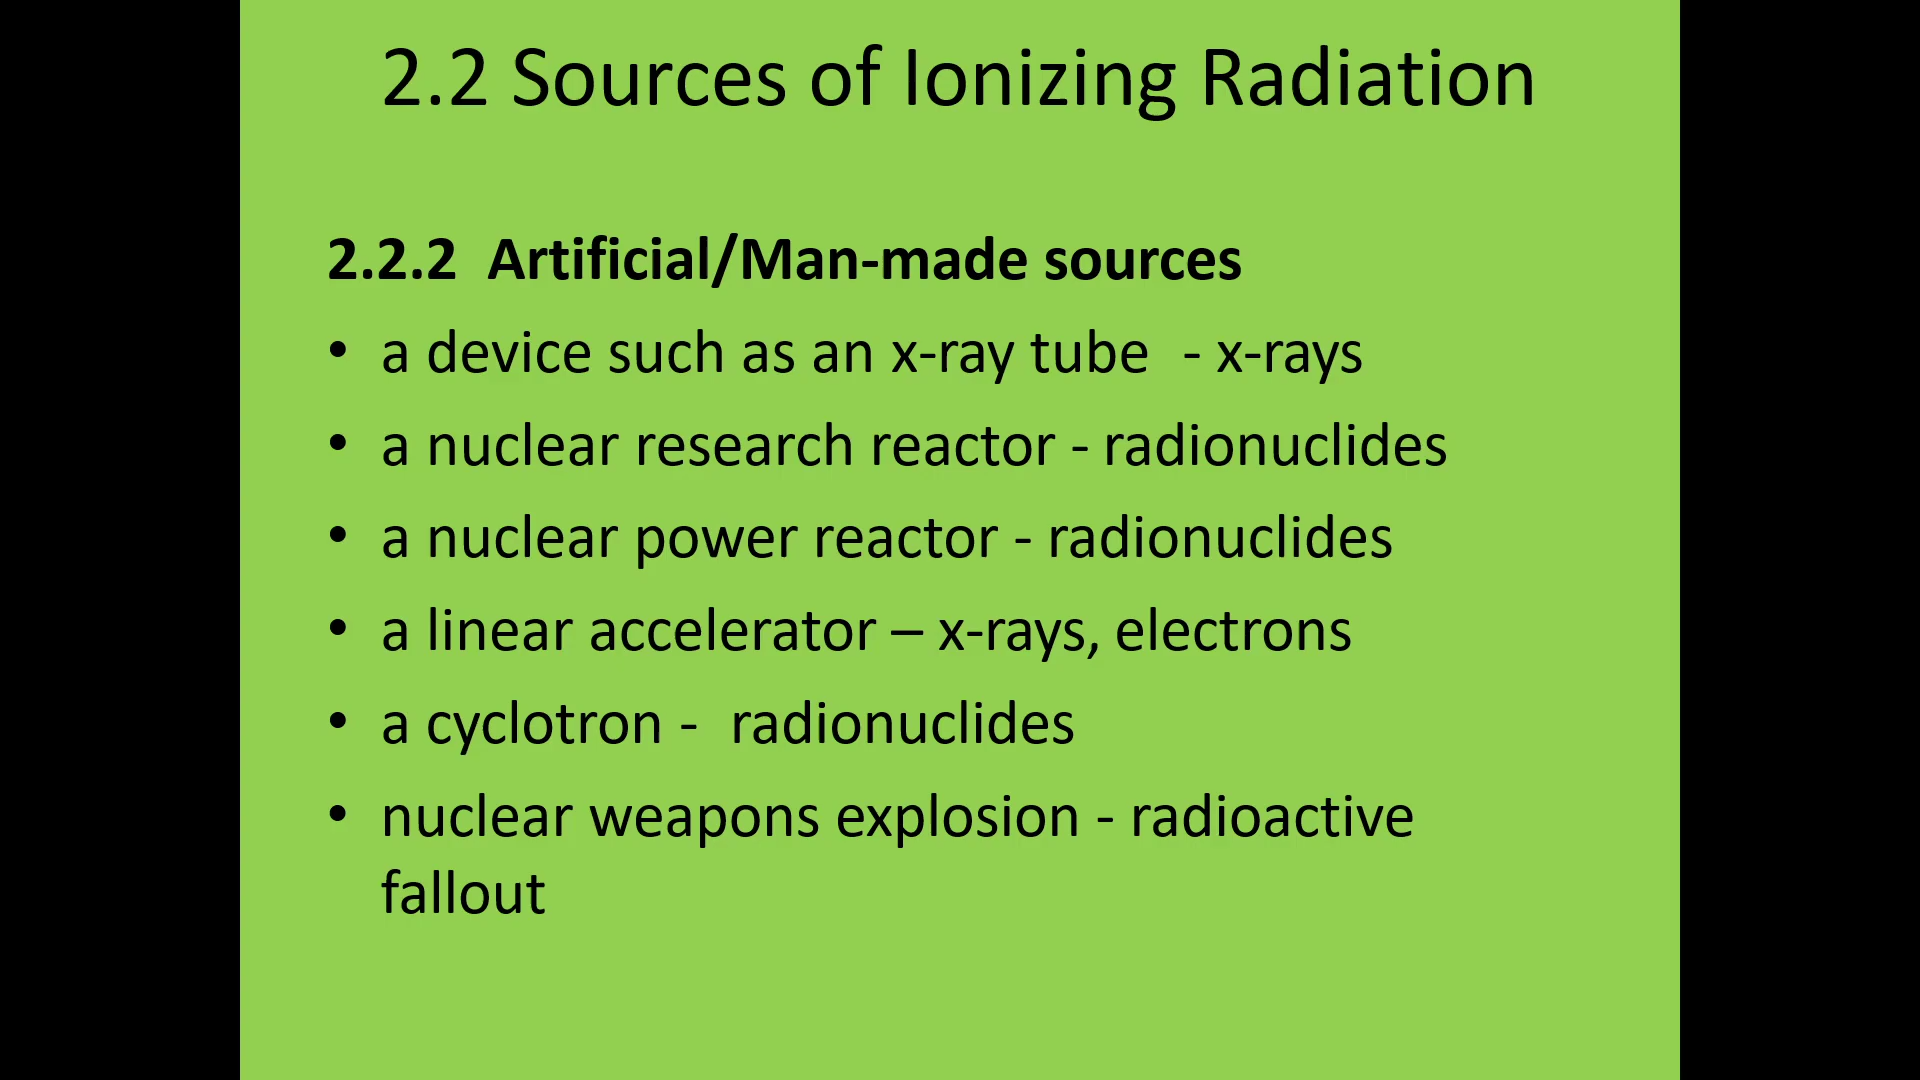 2.2 Sources of Ionizing Radiation
2.2.2  Artificial/Man-made sources
• a device such as an x-ray tube  - x-rays
• a nuclear research reactor - radionuclides
• a nuclear power reactor - radionuclides
• a linear accelerator – x-rays, electrons
• a cyclotron -  radionuclides
• nuclear weapons explosion - radioactive
fallout